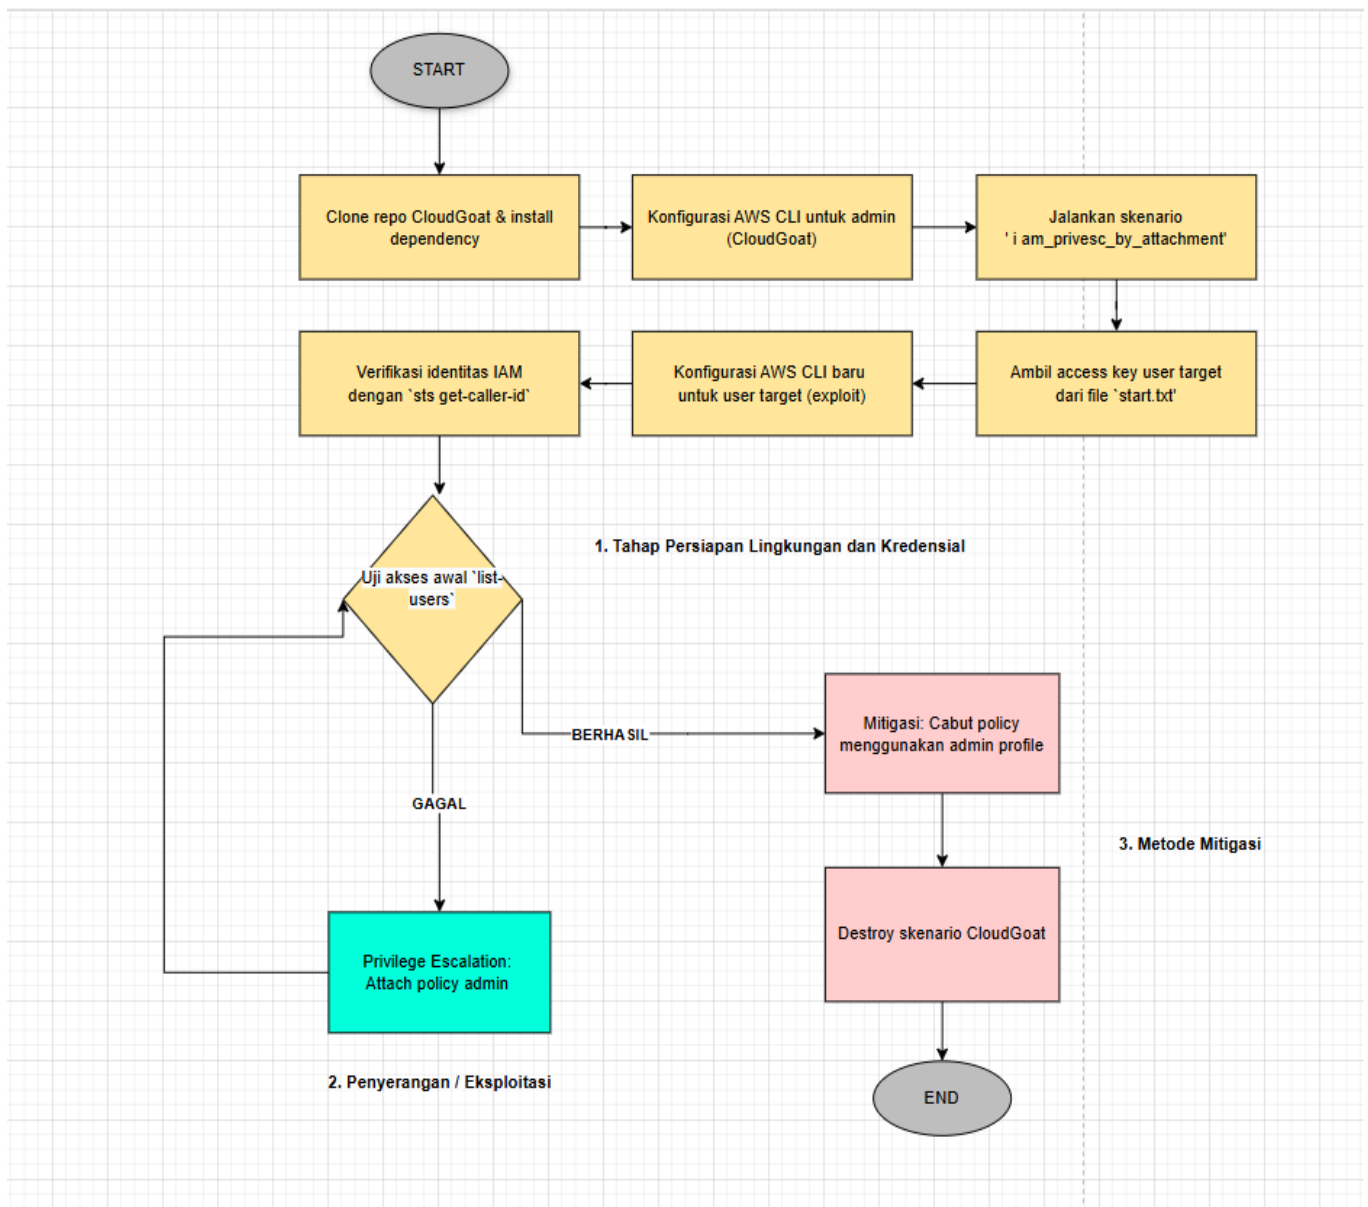 START
Clone repo CloudGoat & install
dependency
Konfigurasi AWS CLI untuk admin
(CloudGoat)
Jalankan skenario
' i am_privesc_by_attachment'
Ambil access key user target
dari file `start.txt'
Konfigurasi AWS CLI baru
untuk user target (exploit)
Verifikasi identitas IAM
dengan `sts get-caller-id`
Uji akses awal `list-
users`
1. Tahap Persiapan Lingkungan dan Kredensial
BERHASIL
GAGAL
Privilege Escalation:
Attach policy admin
2. Penyerangan / Eksploitasi
Mitigasi: Cabut policy
menggunakan admin profile
3. Metode Mitigasi
Destroy skenario CloudGoat
END